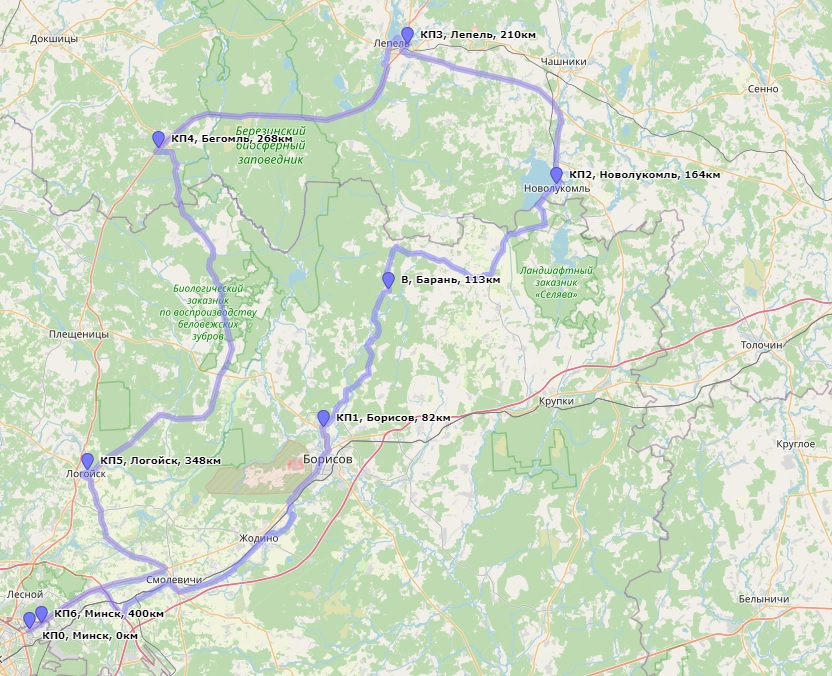 КП3, Лепель, 210км
Докшицы
Лепель
Чашники
Сенно
Березинский
биосферный
заповедник
КП4, Бегомль, 268км
КП2, Новолукомль, 164км
Новолукомль
Ландшафтный
заказник
«Селява»
В, Барань, 113км
Биологический
заказник
по воспроизводству
беловежских
зубров
Плещеницы
Толочин
Крупки
КП1, Борисов, 82км
Круглое
Борисов
КП5, Логойск, 348км
Логойск
Жодино
Смолевичи
Лесной
Белыничи
КП6, Минск, 400км
КП0, Минск, 0км